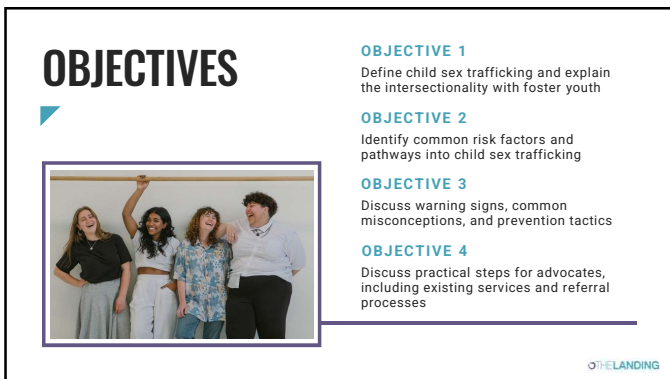 OBJECTIVES
OBJECTIVE 1
Define child sex trafficking and explain
the intersectionality with foster youth
OBJECTIVE 2
Identify common risk factors and
pathways into child sex trafficking
OBJECTIVE 3
Discuss warning signs, common
misconceptions, and prevention tactics
OBJECTIVE 4
Discuss practical steps for advocates,
including existing services and referral
processes
THELANDING